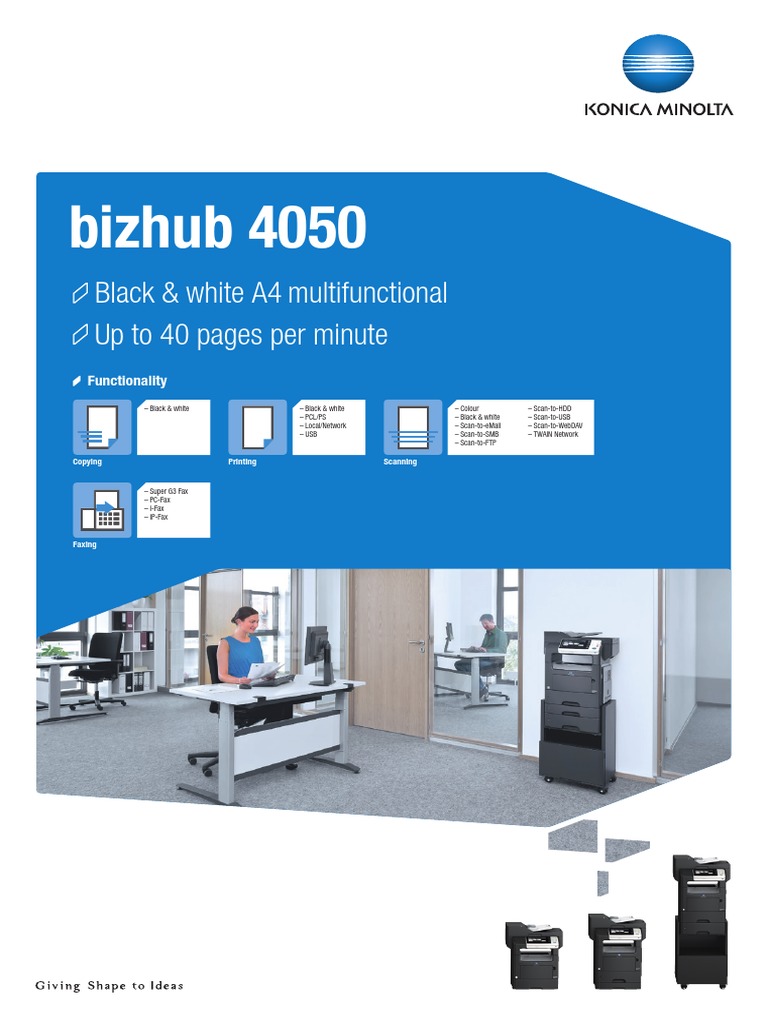 KONICA MINOLTA
bizhub 4050
Black & white A4 multifunctional
Up to 40 pages per minute
Functionality
– Black & white
Copying
– Black & white
– PCL/PS
– Local/Network
– USB
Printing
– Colour
– Black & white
– Scan-to-eMail
– Scan-to-SMB
– Scan-to-FTP
– Scan-to-HDD
– Scan-to-USB
– Scan-to-WebDAV
– TWAIN Network
Scanning
– Super G3 Fax
– PC-Fax
– i-Fax
– IP-Fax
Faxing
Giving Shape to Ideas